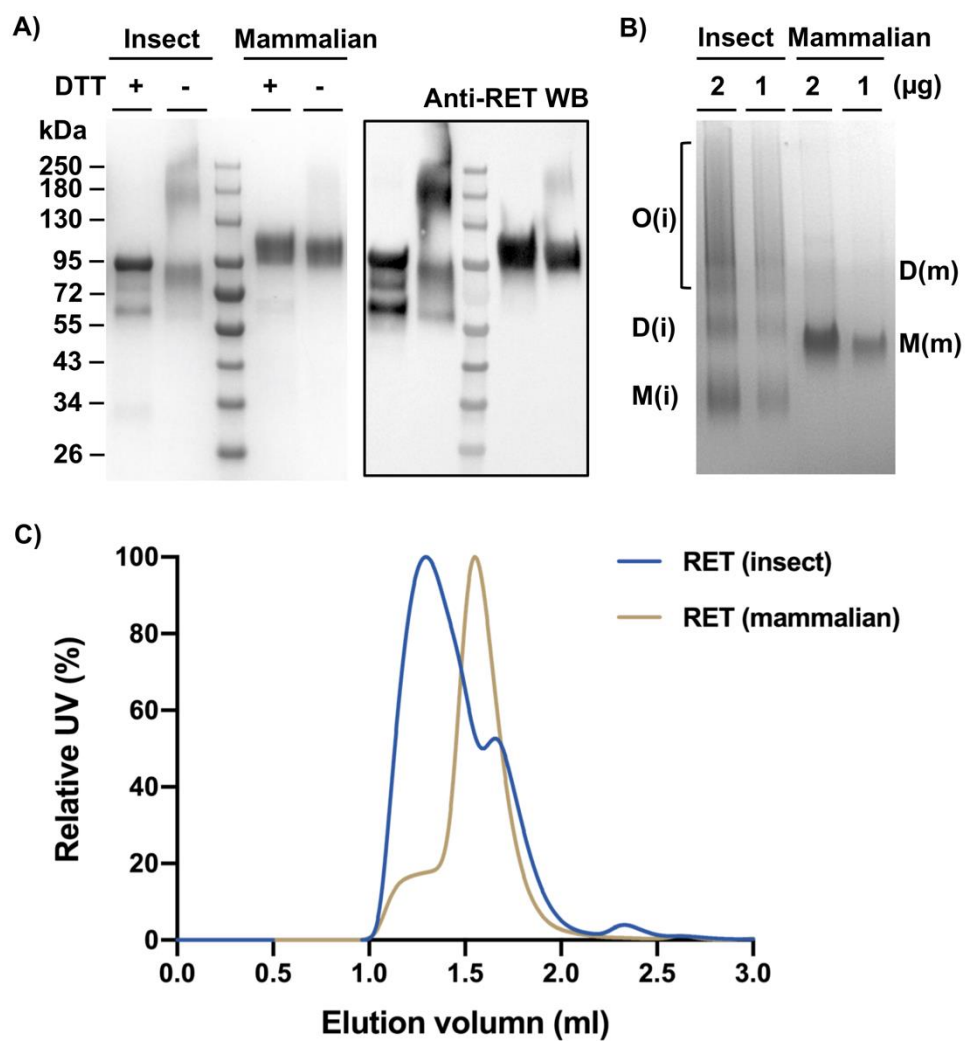 A)
Insect Mammalian
DTT + - + -
Anti-RET WB
kDa
250
180
130
95
72
55
43
34
26
B)
Insect Mammalian
2 1 2 1 (μg)
O(i)
D(m)
D(i)
M(m)
M(i)
C)
100
80
60
40
20
0
Relative UV (%)
0.0 0.5 1.0 1.5 2.0 2.5 3.0
Elution volumn (ml)
RET (insect)
RET (mammalian)